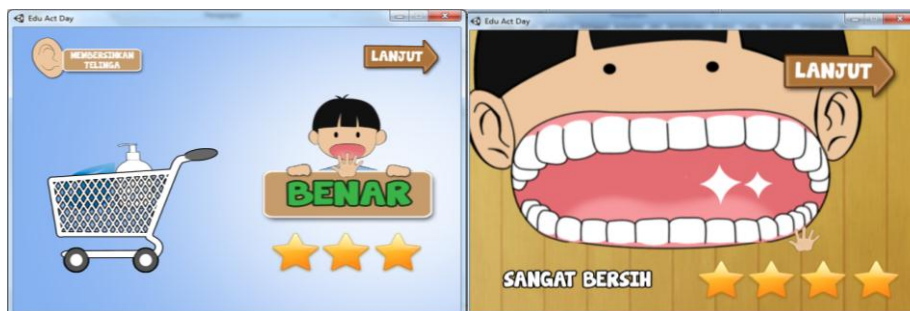 Edu Act Day
MEMBERSIHKAN
TELINGA
LANJUT
BENAR
Edu Act Day
LANJUT
SANGAT BERSIH